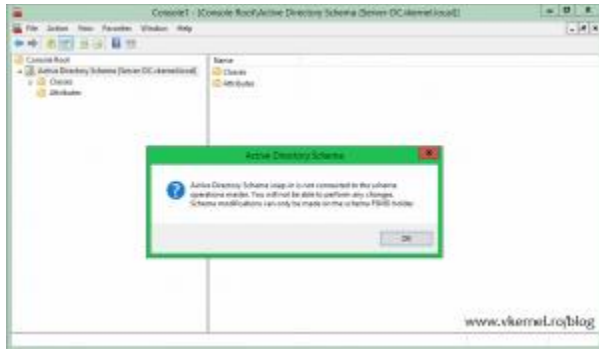 Console1 - [Console Root\Active Directory Schema [Server-DC.vkernel.local]]
File Action View Favorites Window Help
Console Root
Active Directory Schema [Server-DC.vkernel.local]
Classes
Attributes
Name
Classes
Attributes
Active Directory Schema
Active Directory Schema snap-in is not connected to the schema
operations master. You will not be able to perform any changes.
Schema modifications can only be made on the schema FSMO holder.
OK
www.vkernel.ro/blog